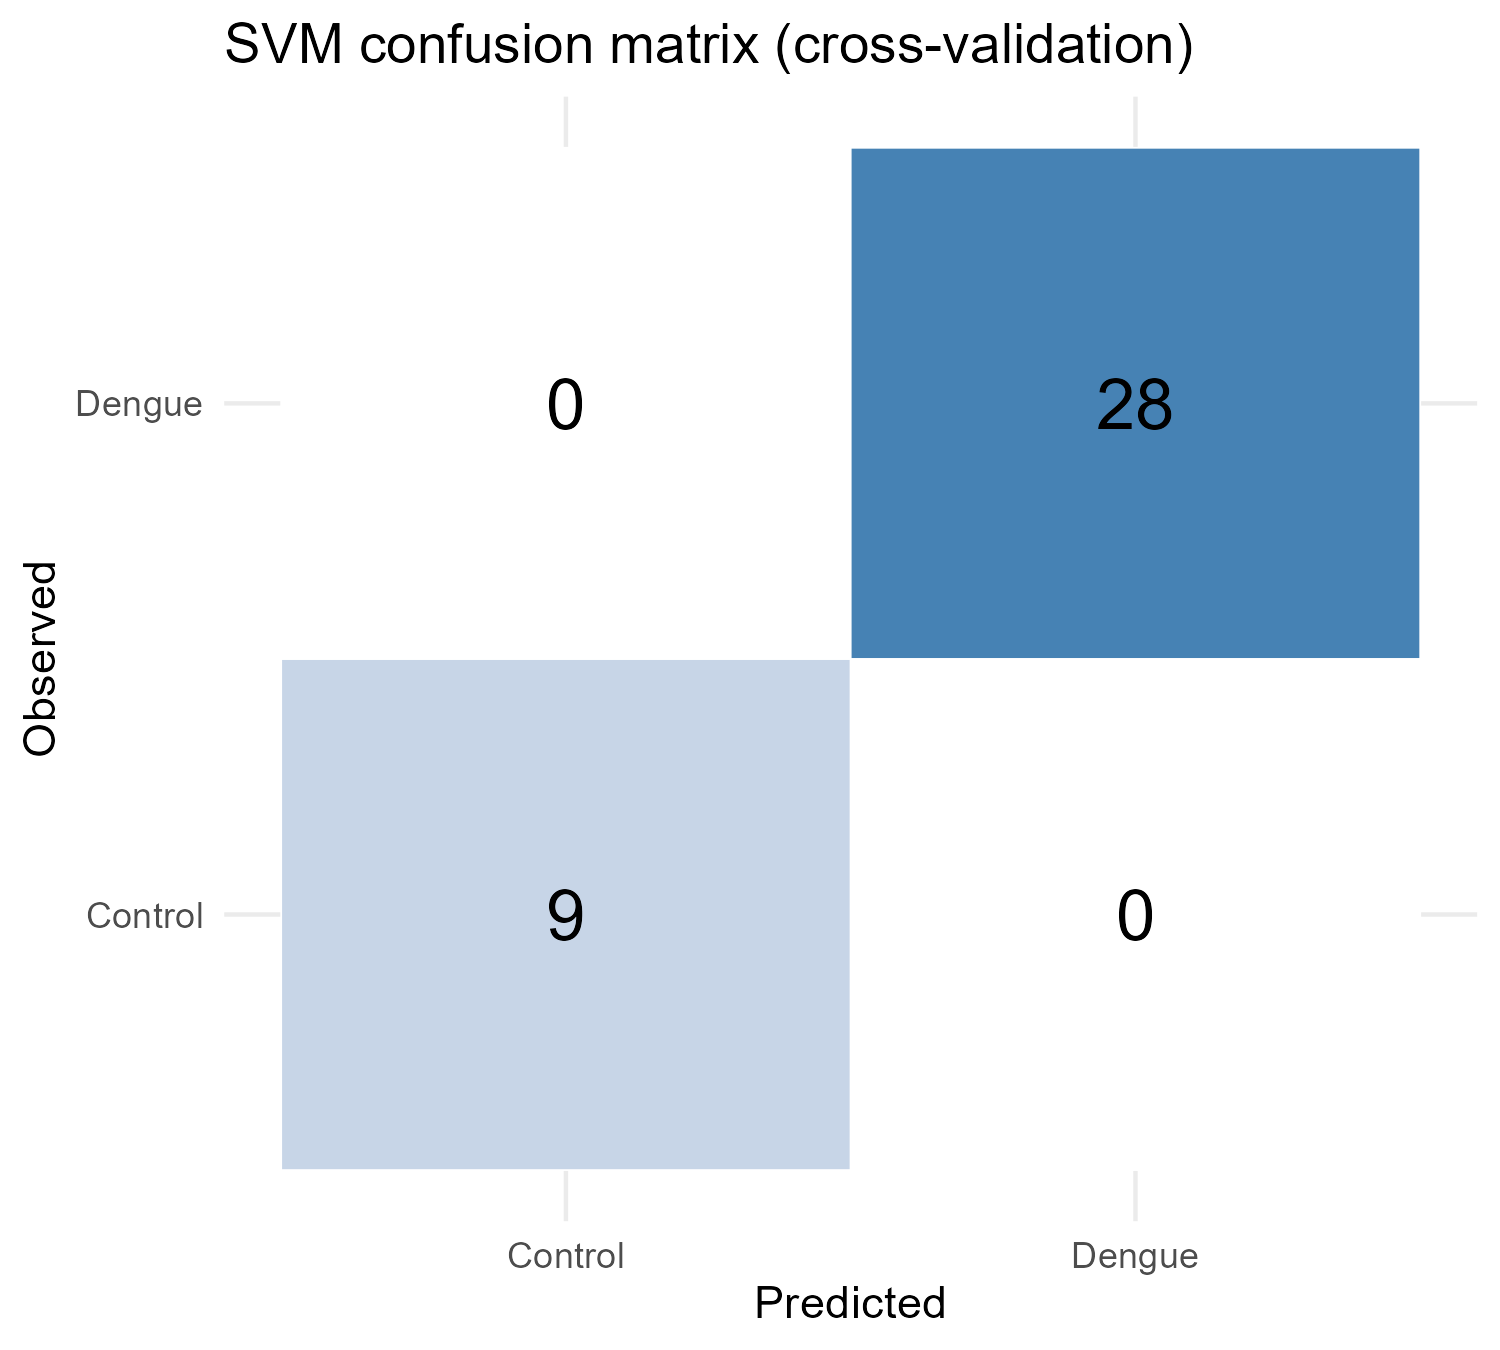 SVM confusion matrix (cross-validation)
Dengue
0
28
Observed
Control
9
0
Control
Dengue
Predicted